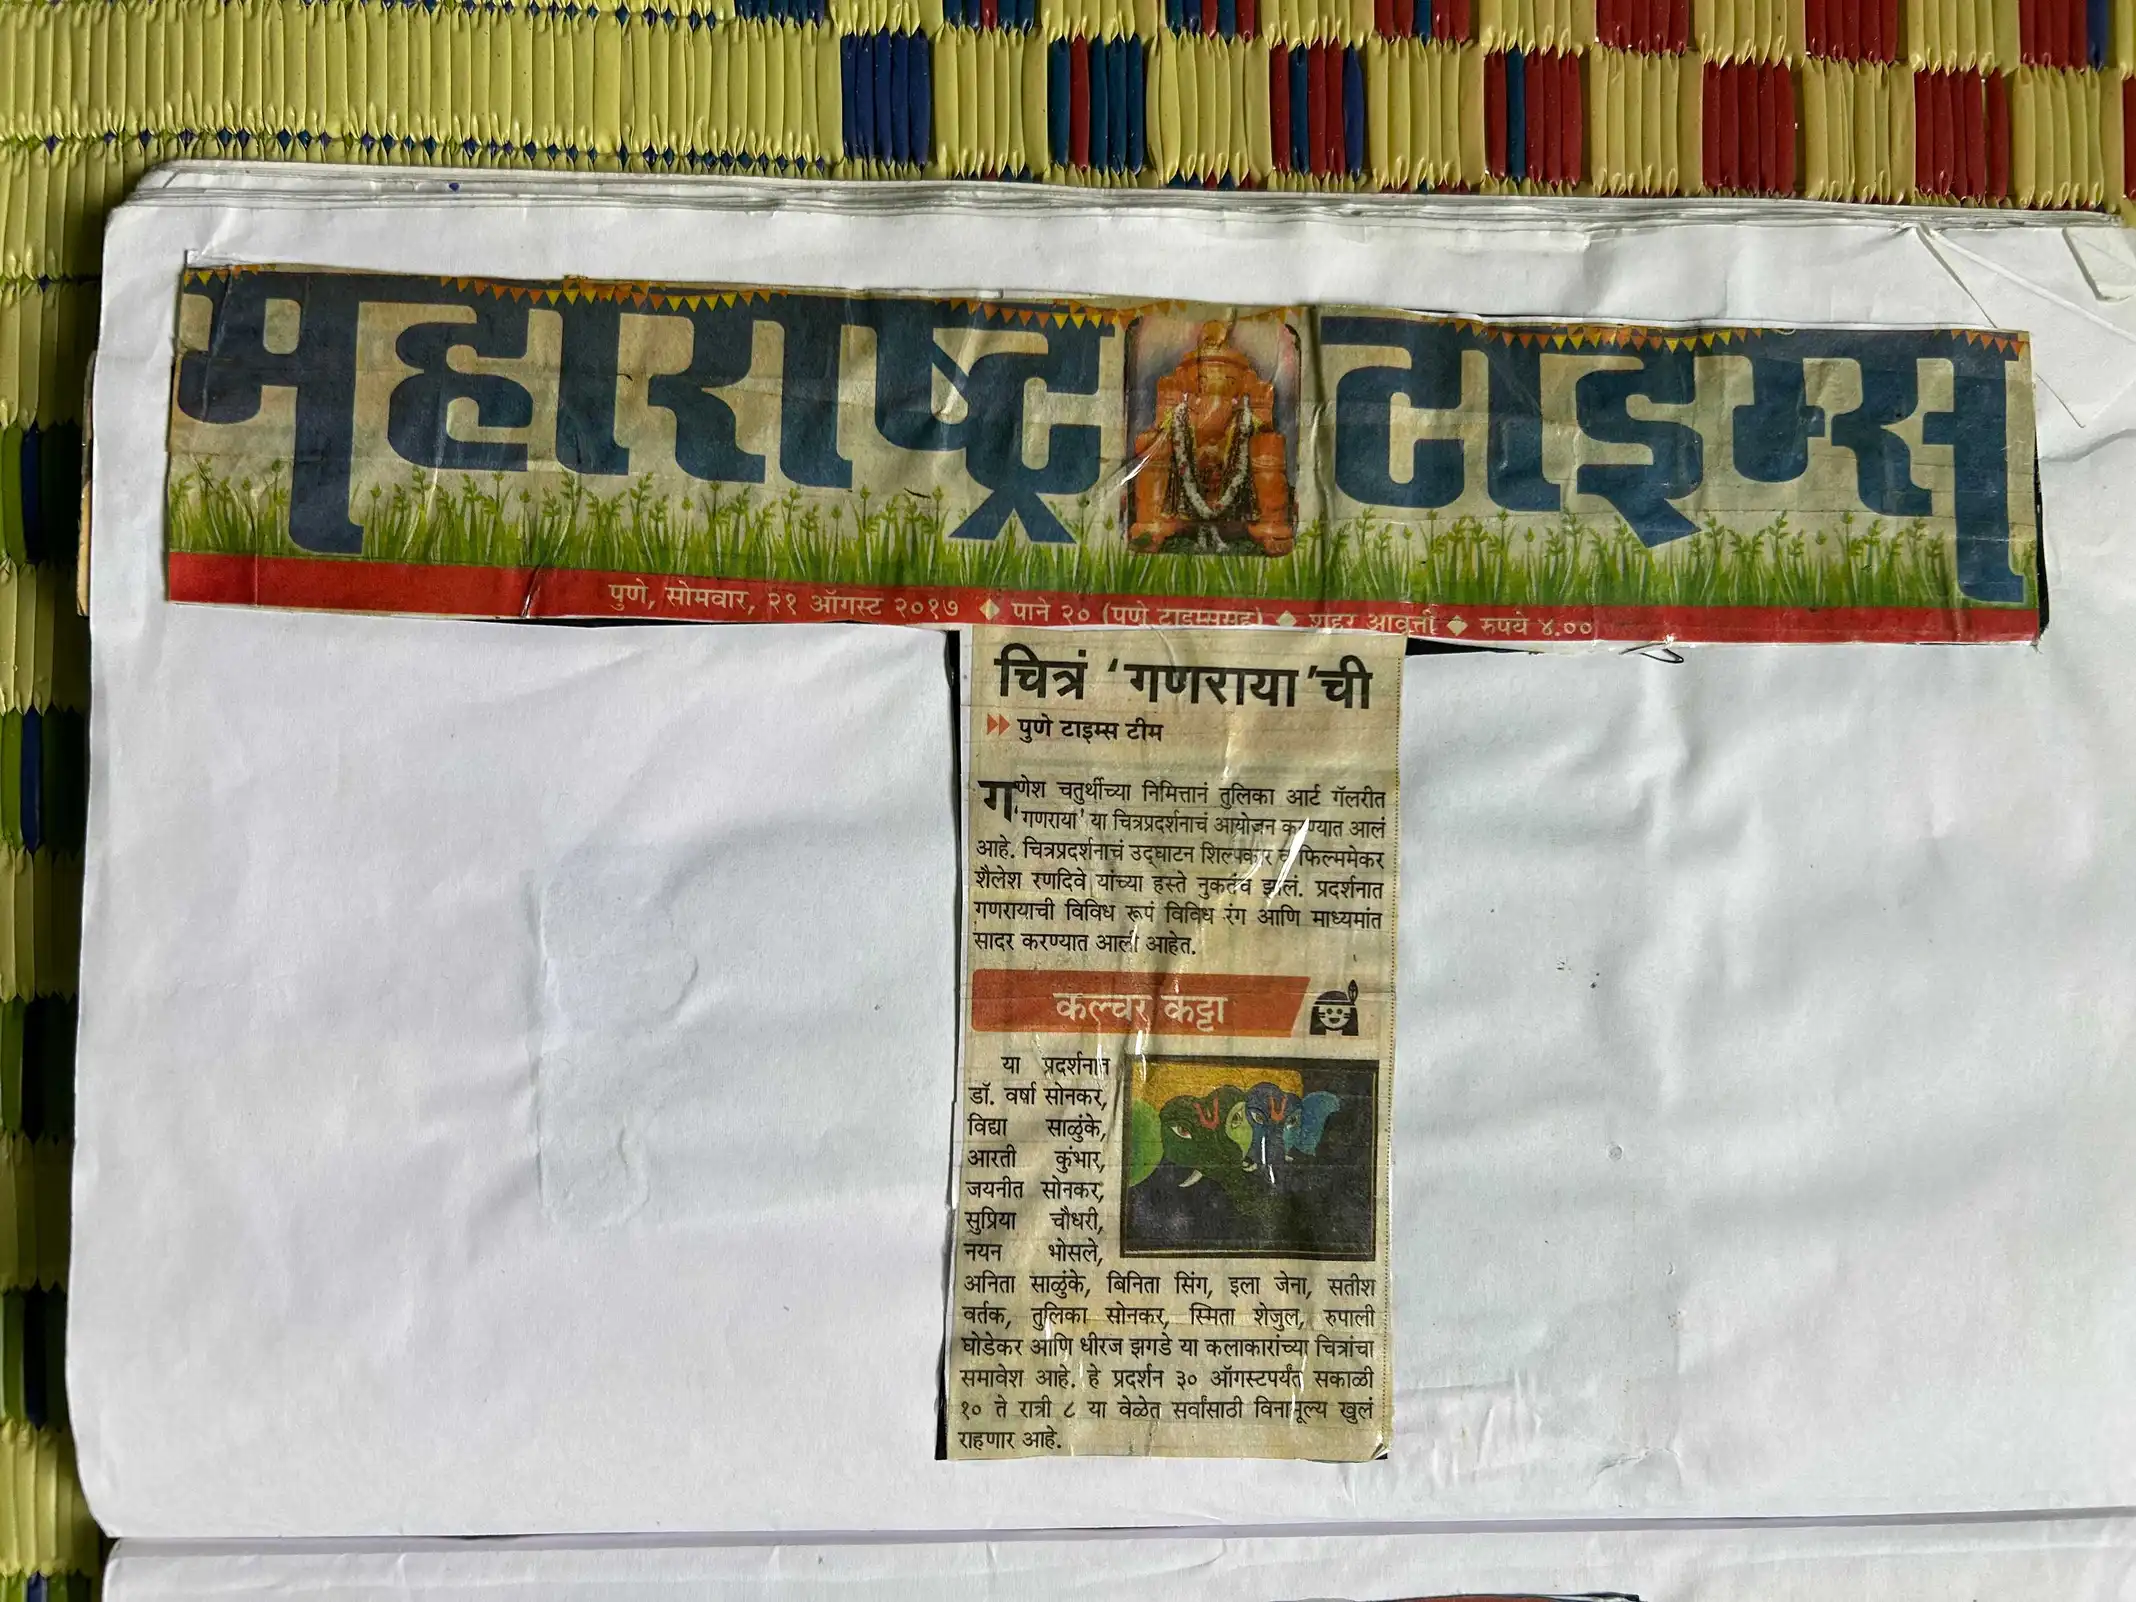 महाराष्ट्र टाइम्स
पुणे, सोमवार, २१ ऑगस्ट २०१७ ◆ पाने २० (पुणे टाइम्ससह) ◆ शहर आवृत्ती ◆ रुपये ४.००
चित्रं ‘गणराया’ची
पुणे टाइम्स टीम
गणेश चतुर्थीच्या निमित्तानं तुलिका आर्ट गॅलरीत
‘गणराया’ या चित्रप्रदर्शनाचं आयोजन करण्यात आलं
आहे. चित्रप्रदर्शनाचं उद्‌घाटन शिल्पकार व फिल्ममेकर
शैलेश रणदिवे यांच्या हस्ते नुकतंच झालं. प्रदर्शनात
गणरायाची विविध रूपं विविध रंग आणि माध्यमांत
सादर करण्यात आली आहेत.
कल्चर कट्टा
या प्रदर्शनात
डॉ. वर्षा सोनकर,
विद्या साळुंके,
आरती कुंभार,
जयनीत सोनकर,
सुप्रिया चौधरी,
नयन भोसले,
अनिता साळुंके, बिनिता सिंग, इला जेना, सतीश
वर्तक, तुलिका सोनकर, स्मिता शेजुल, रुपाली
घोडेकर आणि धीरज झगडे या कलाकारांच्या चित्रांचा
समावेश आहे. हे प्रदर्शन ३० ऑगस्टपर्यंत सकाळी
१० ते रात्री ८ या वेळेत सर्वांसाठी विनामूल्य खुलं
राहणार आहे.